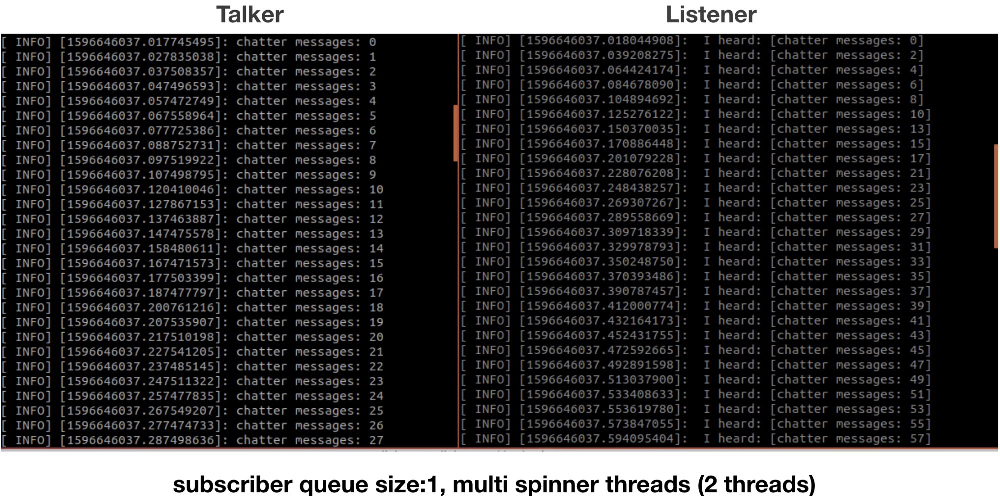 Talker
[ INFO] [1596646037.017745495]: chatter messages: 0
[ INFO] [1596646037.027835038]: chatter messages: 1
[ INFO] [1596646037.037508357]: chatter messages: 2
[ INFO] [1596646037.047496593]: chatter messages: 3
[ INFO] [1596646037.057472749]: chatter messages: 4
[ INFO] [1596646037.067558964]: chatter messages: 5
[ INFO] [1596646037.077725386]: chatter messages: 6
[ INFO] [1596646037.088752731]: chatter messages: 7
[ INFO] [1596646037.097519922]: chatter messages: 8
[ INFO] [1596646037.107498795]: chatter messages: 9
[ INFO] [1596646037.120410046]: chatter messages: 10
[ INFO] [1596646037.127867153]: chatter messages: 11
[ INFO] [1596646037.137463887]: chatter messages: 12
[ INFO] [1596646037.147475578]: chatter messages: 13
[ INFO] [1596646037.158480611]: chatter messages: 14
[ INFO] [1596646037.167471573]: chatter messages: 15
[ INFO] [1596646037.177503399]: chatter messages: 16
[ INFO] [1596646037.187477797]: chatter messages: 17
[ INFO] [1596646037.200761216]: chatter messages: 18
[ INFO] [1596646037.207535907]: chatter messages: 19
[ INFO] [1596646037.217510198]: chatter messages: 20
[ INFO] [1596646037.227541205]: chatter messages: 21
[ INFO] [1596646037.237485145]: chatter messages: 22
[ INFO] [1596646037.247511322]: chatter messages: 23
[ INFO] [1596646037.257477835]: chatter messages: 24
[ INFO] [1596646037.267549207]: chatter messages: 25
[ INFO] [1596646037.277474733]: chatter messages: 26
[ INFO] [1596646037.287498636]: chatter messages: 27
Listener
[ INFO] [1596646037.018044908]: I heard: [chatter messages: 0]
[ INFO] [1596646037.039208275]: I heard: [chatter messages: 2]
[ INFO] [1596646037.064424174]: I heard: [chatter messages: 4]
[ INFO] [1596646037.084678090]: I heard: [chatter messages: 6]
[ INFO] [1596646037.104894692]: I heard: [chatter messages: 8]
[ INFO] [1596646037.125276122]: I heard: [chatter messages: 10]
[ INFO] [1596646037.150370035]: I heard: [chatter messages: 13]
[ INFO] [1596646037.170886448]: I heard: [chatter messages: 15]
[ INFO] [1596646037.201079228]: I heard: [chatter messages: 17]
[ INFO] [1596646037.228076208]: I heard: [chatter messages: 21]
[ INFO] [1596646037.248438257]: I heard: [chatter messages: 23]
[ INFO] [1596646037.269307267]: I heard: [chatter messages: 25]
[ INFO] [1596646037.289558669]: I heard: [chatter messages: 27]
[ INFO] [1596646037.309718339]: I heard: [chatter messages: 29]
[ INFO] [1596646037.329978793]: I heard: [chatter messages: 31]
[ INFO] [1596646037.350248750]: I heard: [chatter messages: 33]
[ INFO] [1596646037.370393486]: I heard: [chatter messages: 35]
[ INFO] [1596646037.390787457]: I heard: [chatter messages: 37]
[ INFO] [1596646037.412000774]: I heard: [chatter messages: 39]
[ INFO] [1596646037.432164173]: I heard: [chatter messages: 41]
[ INFO] [1596646037.452431755]: I heard: [chatter messages: 43]
[ INFO] [1596646037.472592665]: I heard: [chatter messages: 45]
[ INFO] [1596646037.492891598]: I heard: [chatter messages: 47]
[ INFO] [1596646037.513037900]: I heard: [chatter messages: 49]
[ INFO] [1596646037.533408633]: I heard: [chatter messages: 51]
[ INFO] [1596646037.553619780]: I heard: [chatter messages: 53]
[ INFO] [1596646037.573847055]: I heard: [chatter messages: 55]
[ INFO] [1596646037.594095404]: I heard: [chatter messages: 57]
subscriber queue size:1, multi spinner threads (2 threads)